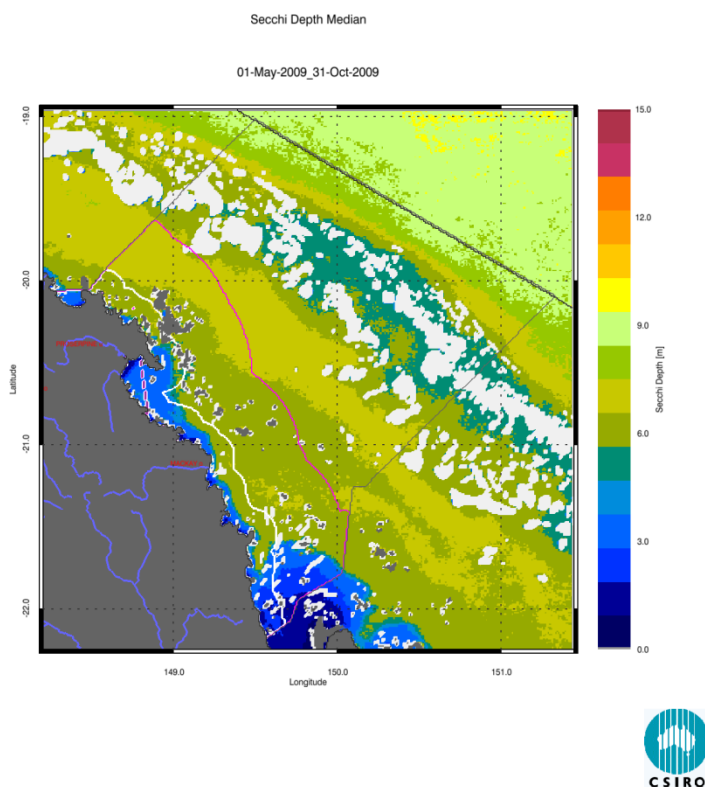 Secchi Depth Median
01-May-2009_31-Oct-2009
-19.0
-20.0
-21.0
-22.0
Latitude
149.0
150.0
151.0
Longitude
15.0
12.0
9.0
6.0
3.0
0.0
Secchi Depth [m]
CSIRO